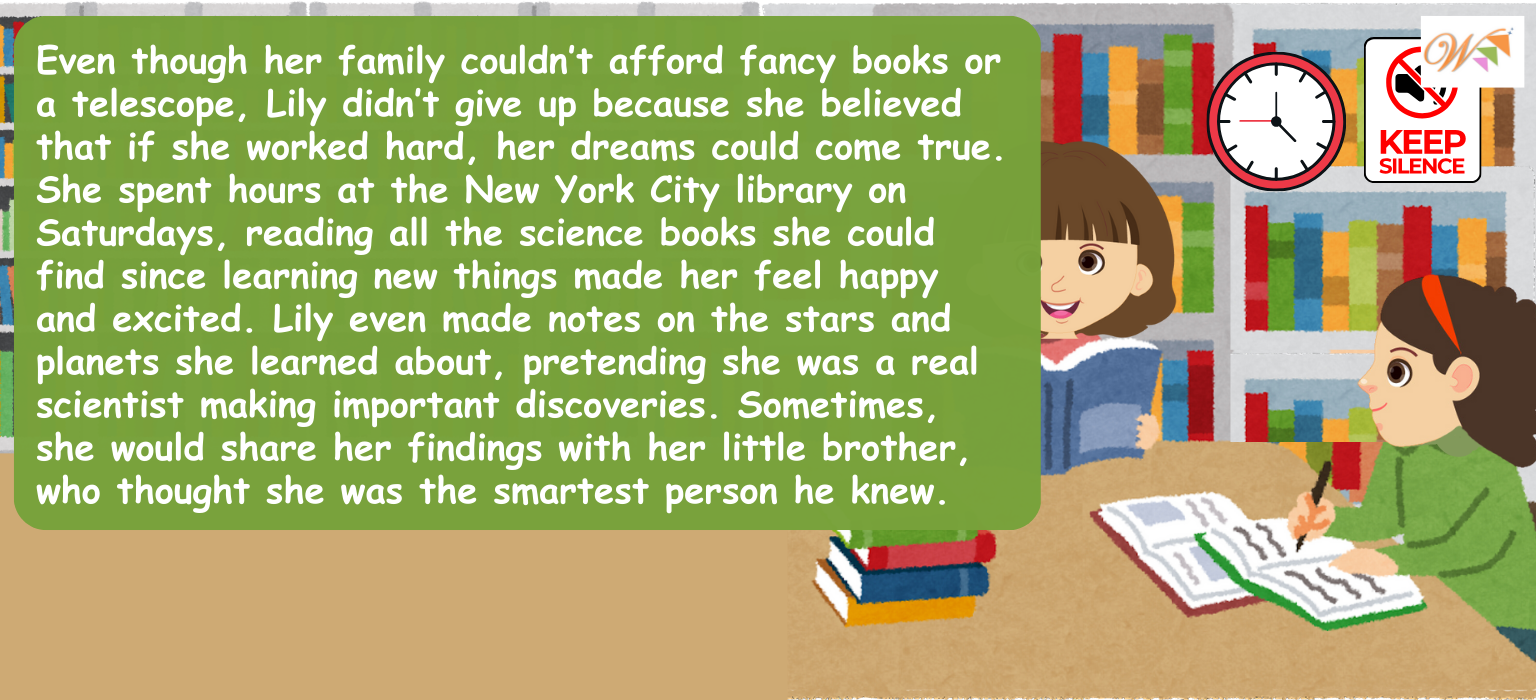 Even though her family couldn't afford fancy books or
a telescope, Lily didn't give up because she believed
that if she worked hard, her dreams could come true.
She spent hours at the New York City library on
Saturdays, reading all the science books she could
find since learning new things made her feel happy
and excited. Lily even made notes on the stars and
planets she learned about, pretending she was a real
scientist making important discoveries. Sometimes,
she would share her findings with her little brother,
who thought she was the smartest person he knew.
KEEP
SILENCE
W